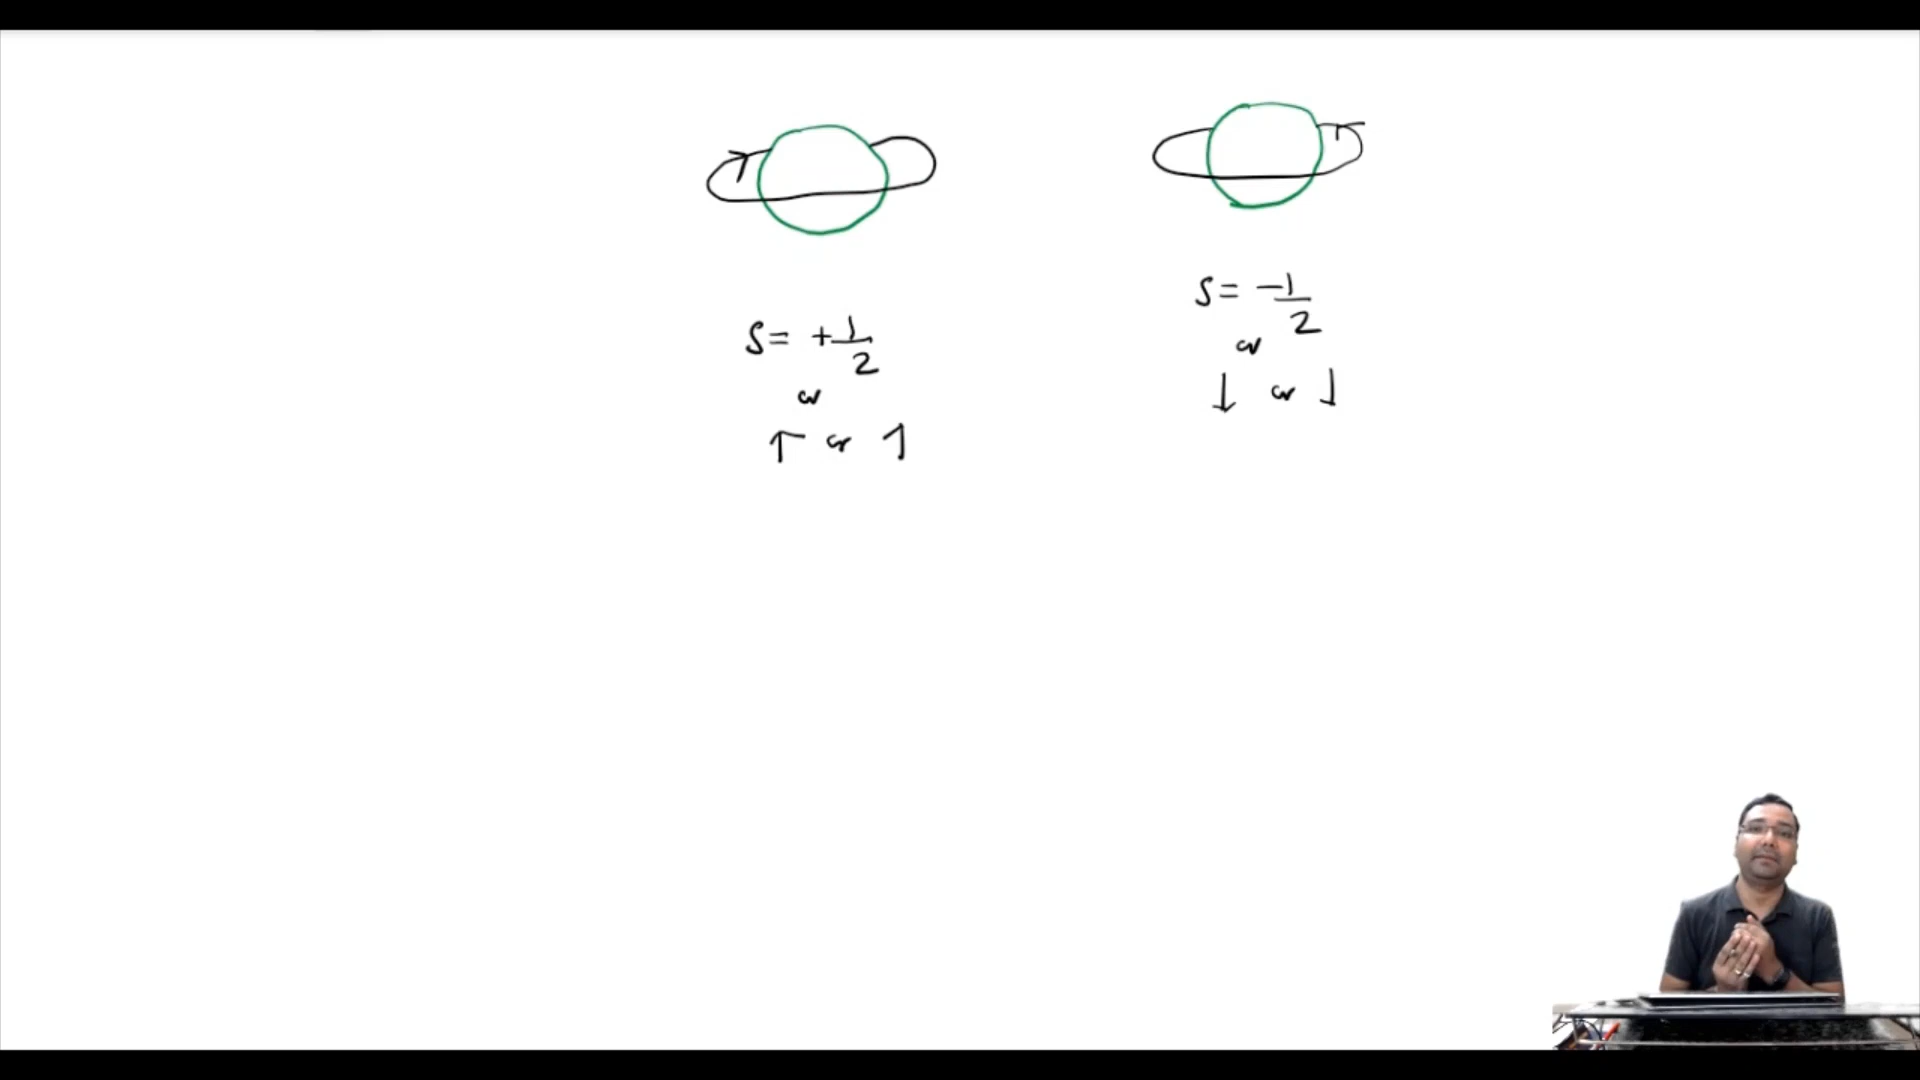 S= +1/2
or
↑ or ↿
S= -1/2
or
↓ or ⇃